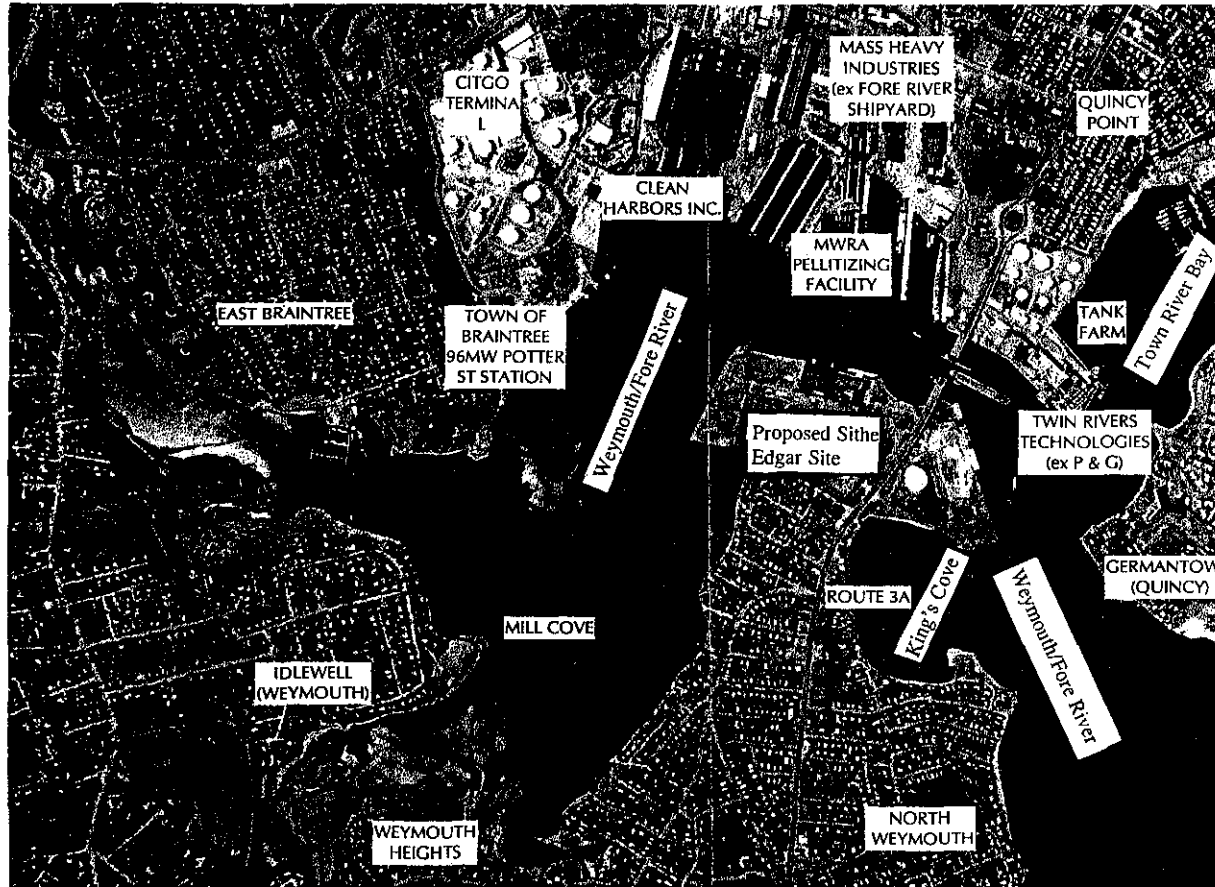 CITGO
TERMINA
L
MASS HEAVY
INDUSTRIES
(ex FORE RIVER
SHIPYARD)
QUINCY
POINT
CLEAN
HARBORS INC.
MWRA
PELLITIZING
FACILITY
EAST BRAINTREE
TOWN OF
BRAINTREE
96MW POTTER
ST STATION
Weymouth/Fore River
TANK
FARM
Town River Bay
Proposed Sithe
Edgar Site
TWIN RIVERS
TECHNOLOGIES
(ex P & G)
GERMANTOW
(QUINCY)
ROUTE 3A
King's Cove
Weymouth/Fore River
MILL COVE
IDLEWELL
(WEYMOUTH)
WEYMOUTH
HEIGHTS
NORTH
WEYMOUTH